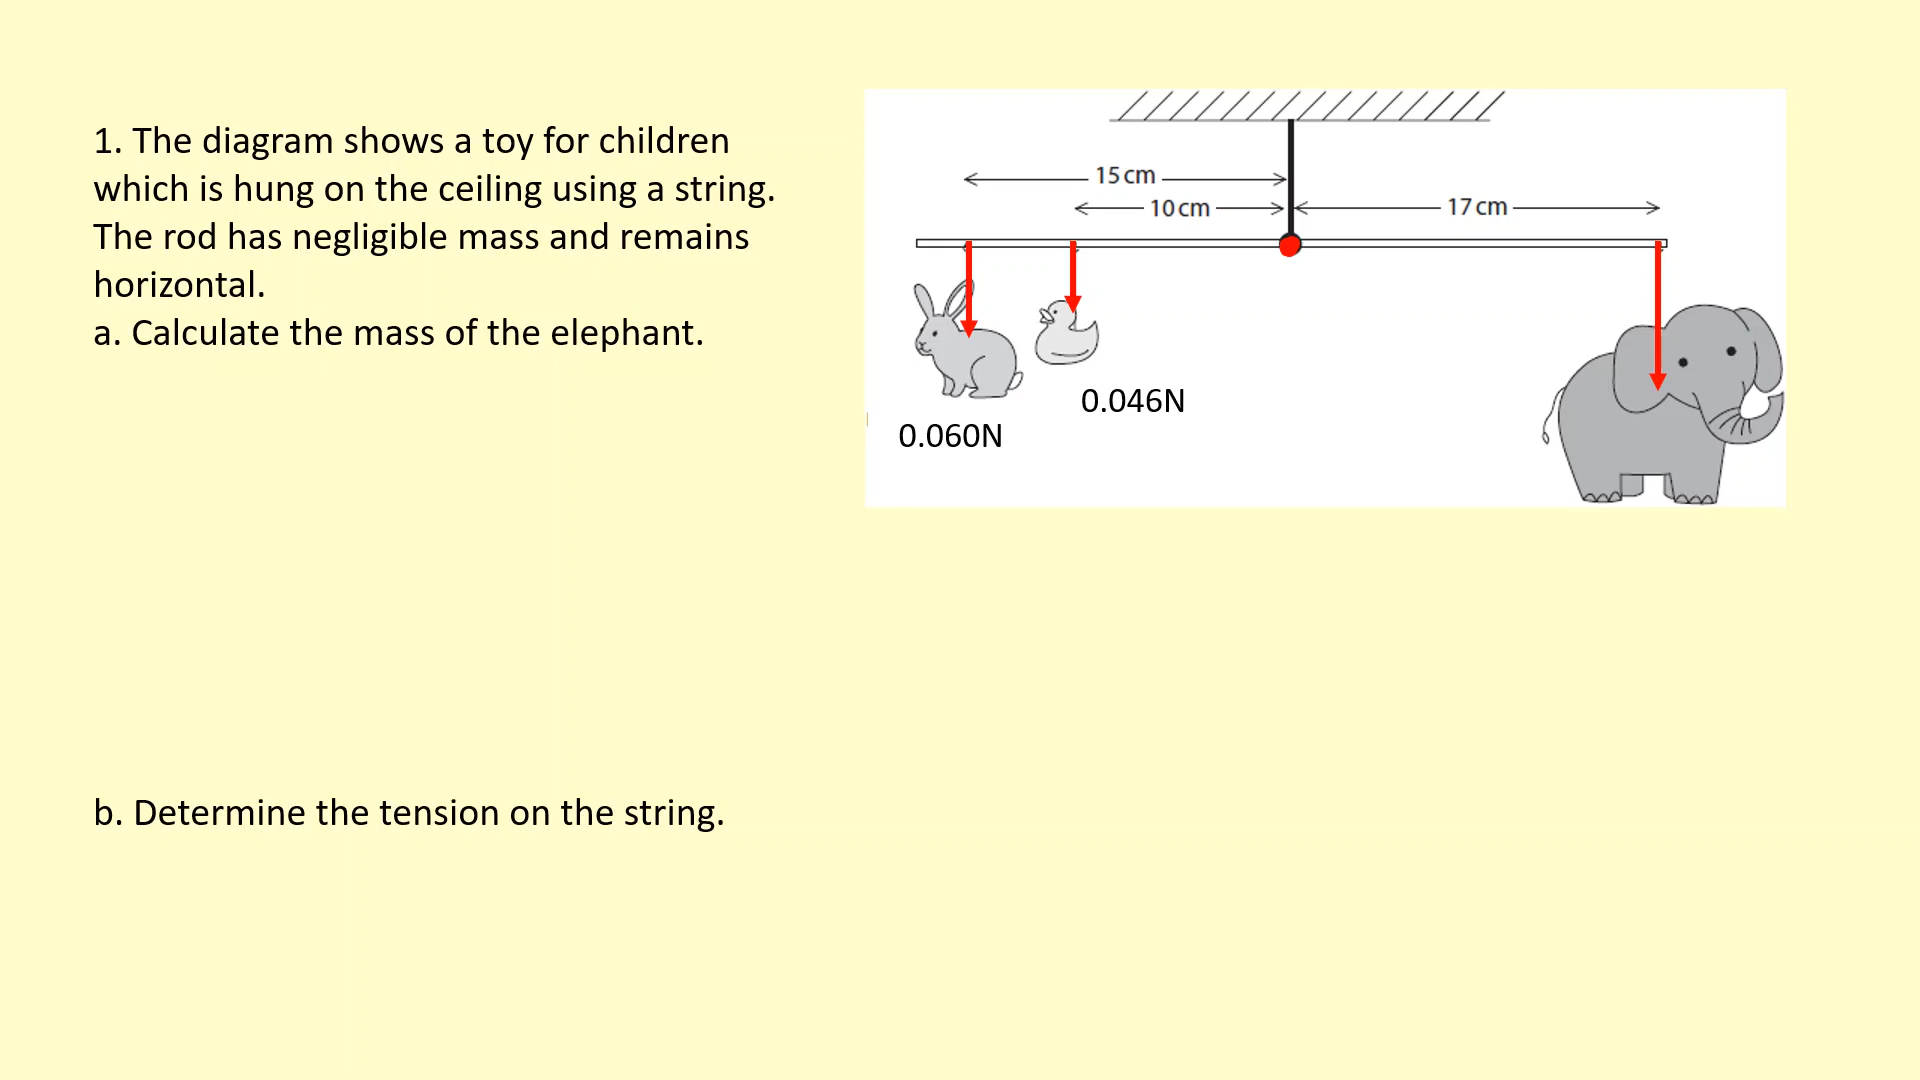 1. The diagram shows a toy for children
which is hung on the ceiling using a string.
The rod has negligible mass and remains
horizontal.
a. Calculate the mass of the elephant.
15 cm
10 cm
17 cm
0.046N
0.060N
b. Determine the tension on the string.